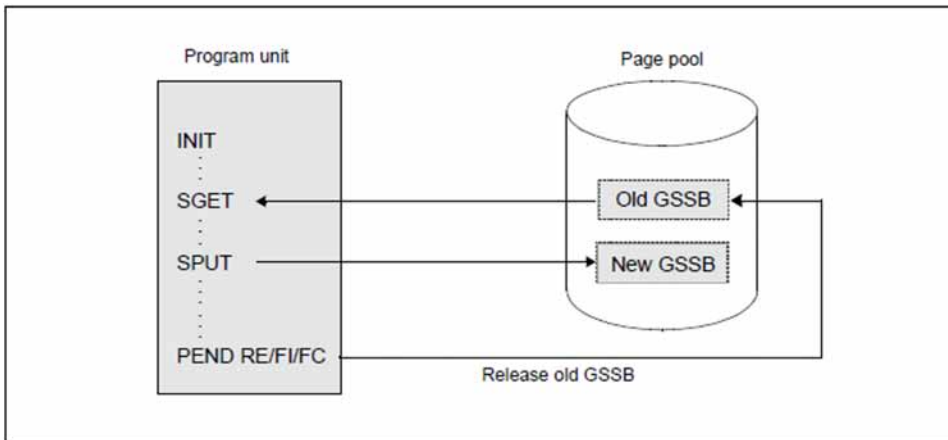 Program unit
Page pool
INIT
SGET
Old GSSB
SPUT
New GSSB
PEND RE/FI/FC
Release old GSSB